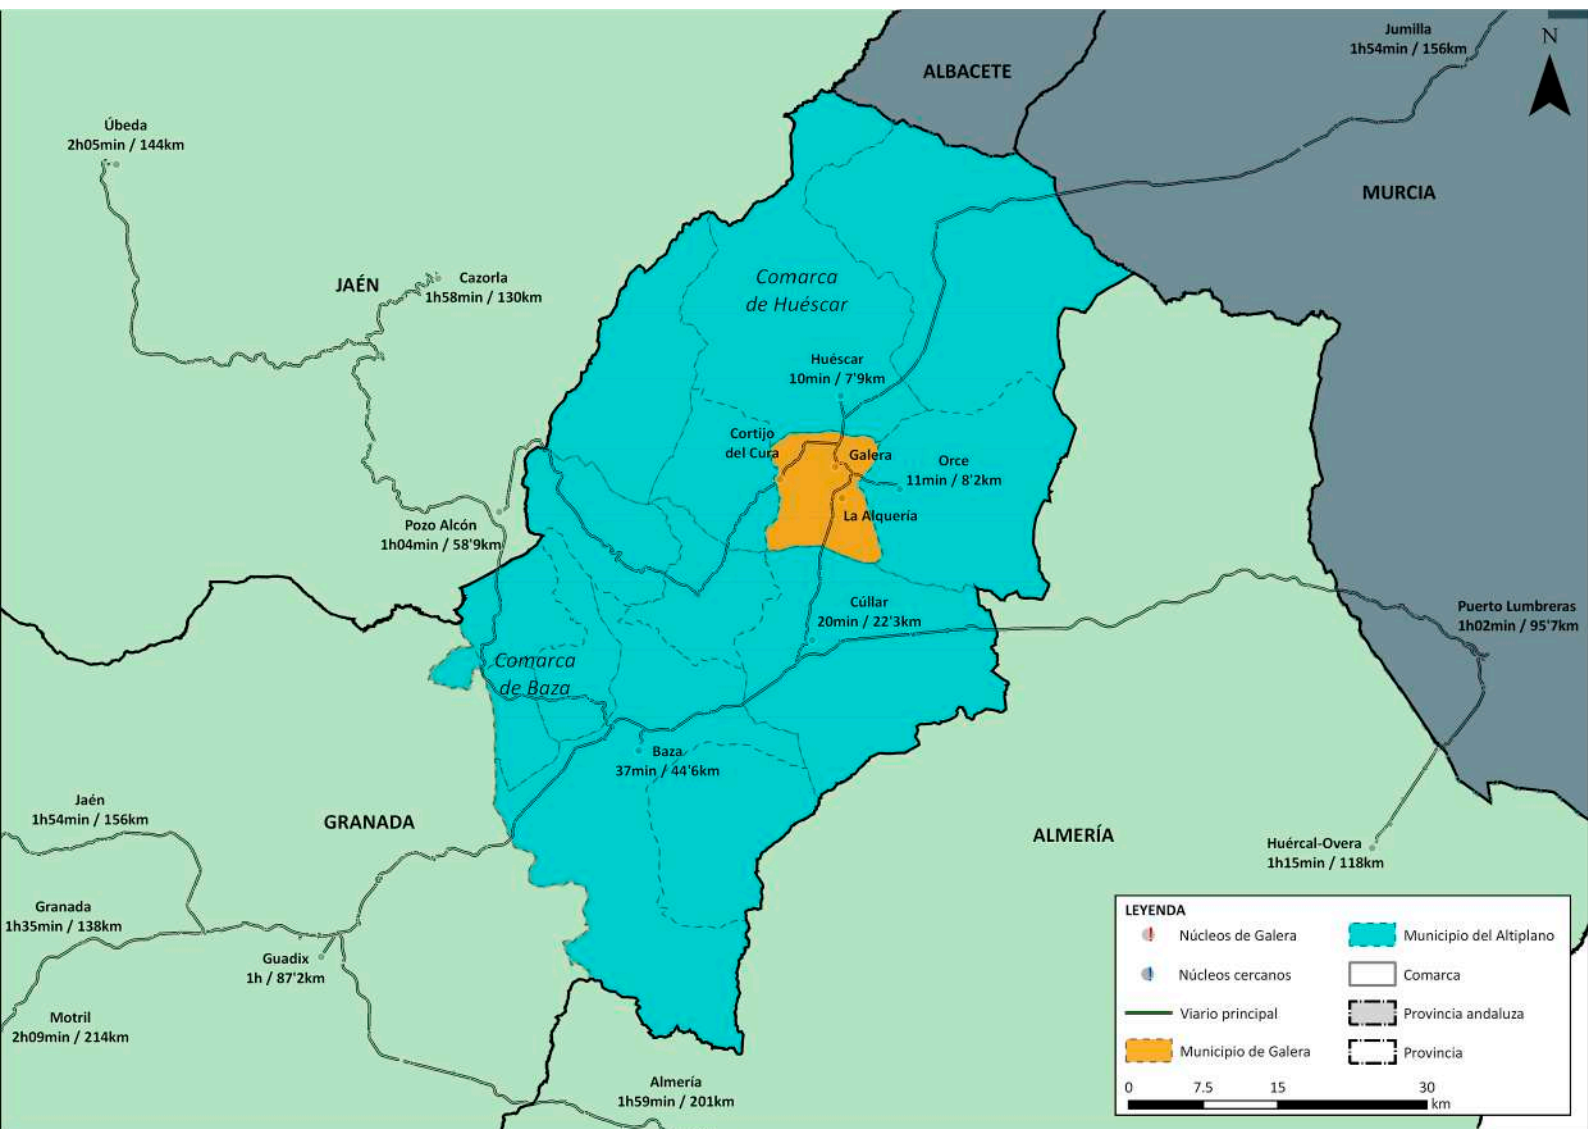 Jumilla
1h54min / 156km
N
ALBACETE
Úbeda
2h05min / 144km
MURCIA
JAÉN
Cazorla
1h58min / 130km
Comarca
de Huéscar
Huéscar
10min / 7'9km
Cortijo
del Cura
Galera
Orce
11min / 8'2km
La Alquería
Pozo Alcón
1h04min / 58'9km
Cúllar
20min / 22'3km
Puerto Lumbreras
1h02min / 95'7km
Comarca
de Baza
Baza
37min / 44'6km
Jaén
1h54min / 156km
GRANADA
ALMERÍA
Huércal-Overa
1h15min / 118km
Granada
1h35min / 138km
Guadix
1h / 87'2km
Motril
2h09min / 214km
Almería
1h59min / 201km
LEYENDA
Núcleos de Galera
Núcleos cercanos
Viario principal
Municipio de Galera
Municipio del Altiplano
Comarca
Provincia andaluza
Provincia
0 7.5 15 30
km